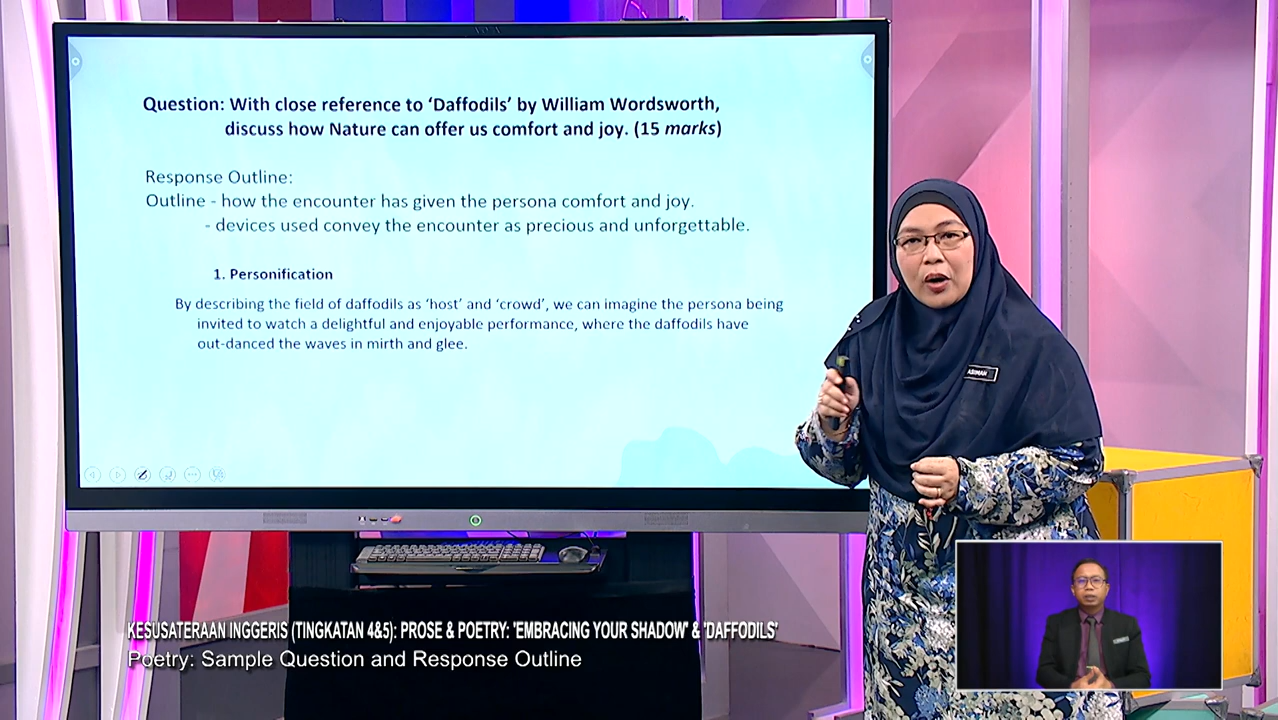 Question: With close reference to ‘Daffodils’ by William Wordsworth,
discuss how Nature can offer us comfort and joy. (15 marks)
Response Outline:
Outline - how the encounter has given the persona comfort and joy.
- devices used convey the encounter as precious and unforgettable.
1. Personification
By describing the field of daffodils as ‘host’ and ‘crowd’, we can imagine the persona being
invited to watch a delightful and enjoyable performance, where the daffodils have
out-danced the waves in mirth and glee.
ASIMAH
KESUSATERAAN INGGERIS (TINGKATAN 4&5): PROSE & POETRY: 'EMBRACING YOUR SHADOW' & 'DAFFODILS'
Poetry: Sample Question and Response Outline